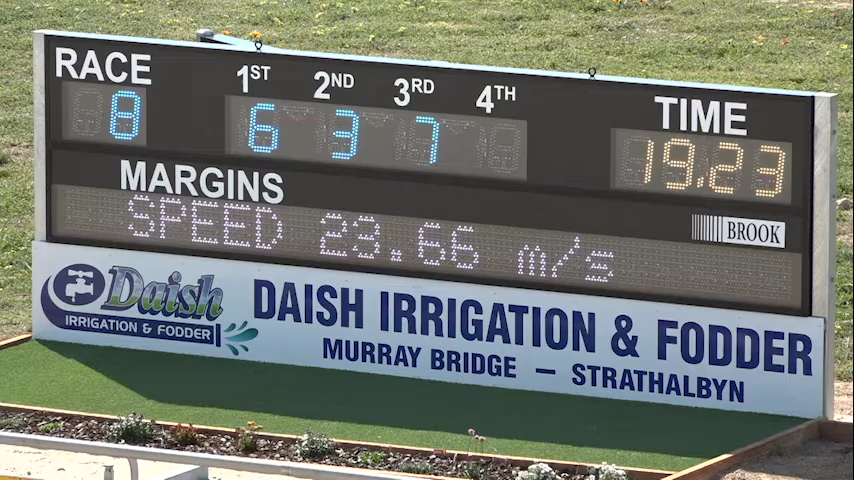 RACE 1ST 2ND 3RD 4TH TIME
8 6 3 7 19.23
MARGINS
SPEED 23.66 m/s
BROOK
Daish
IRRIGATION & FODDER
DAISH IRRIGATION & FODDER
MURRAY BRIDGE – STRATHALBYN